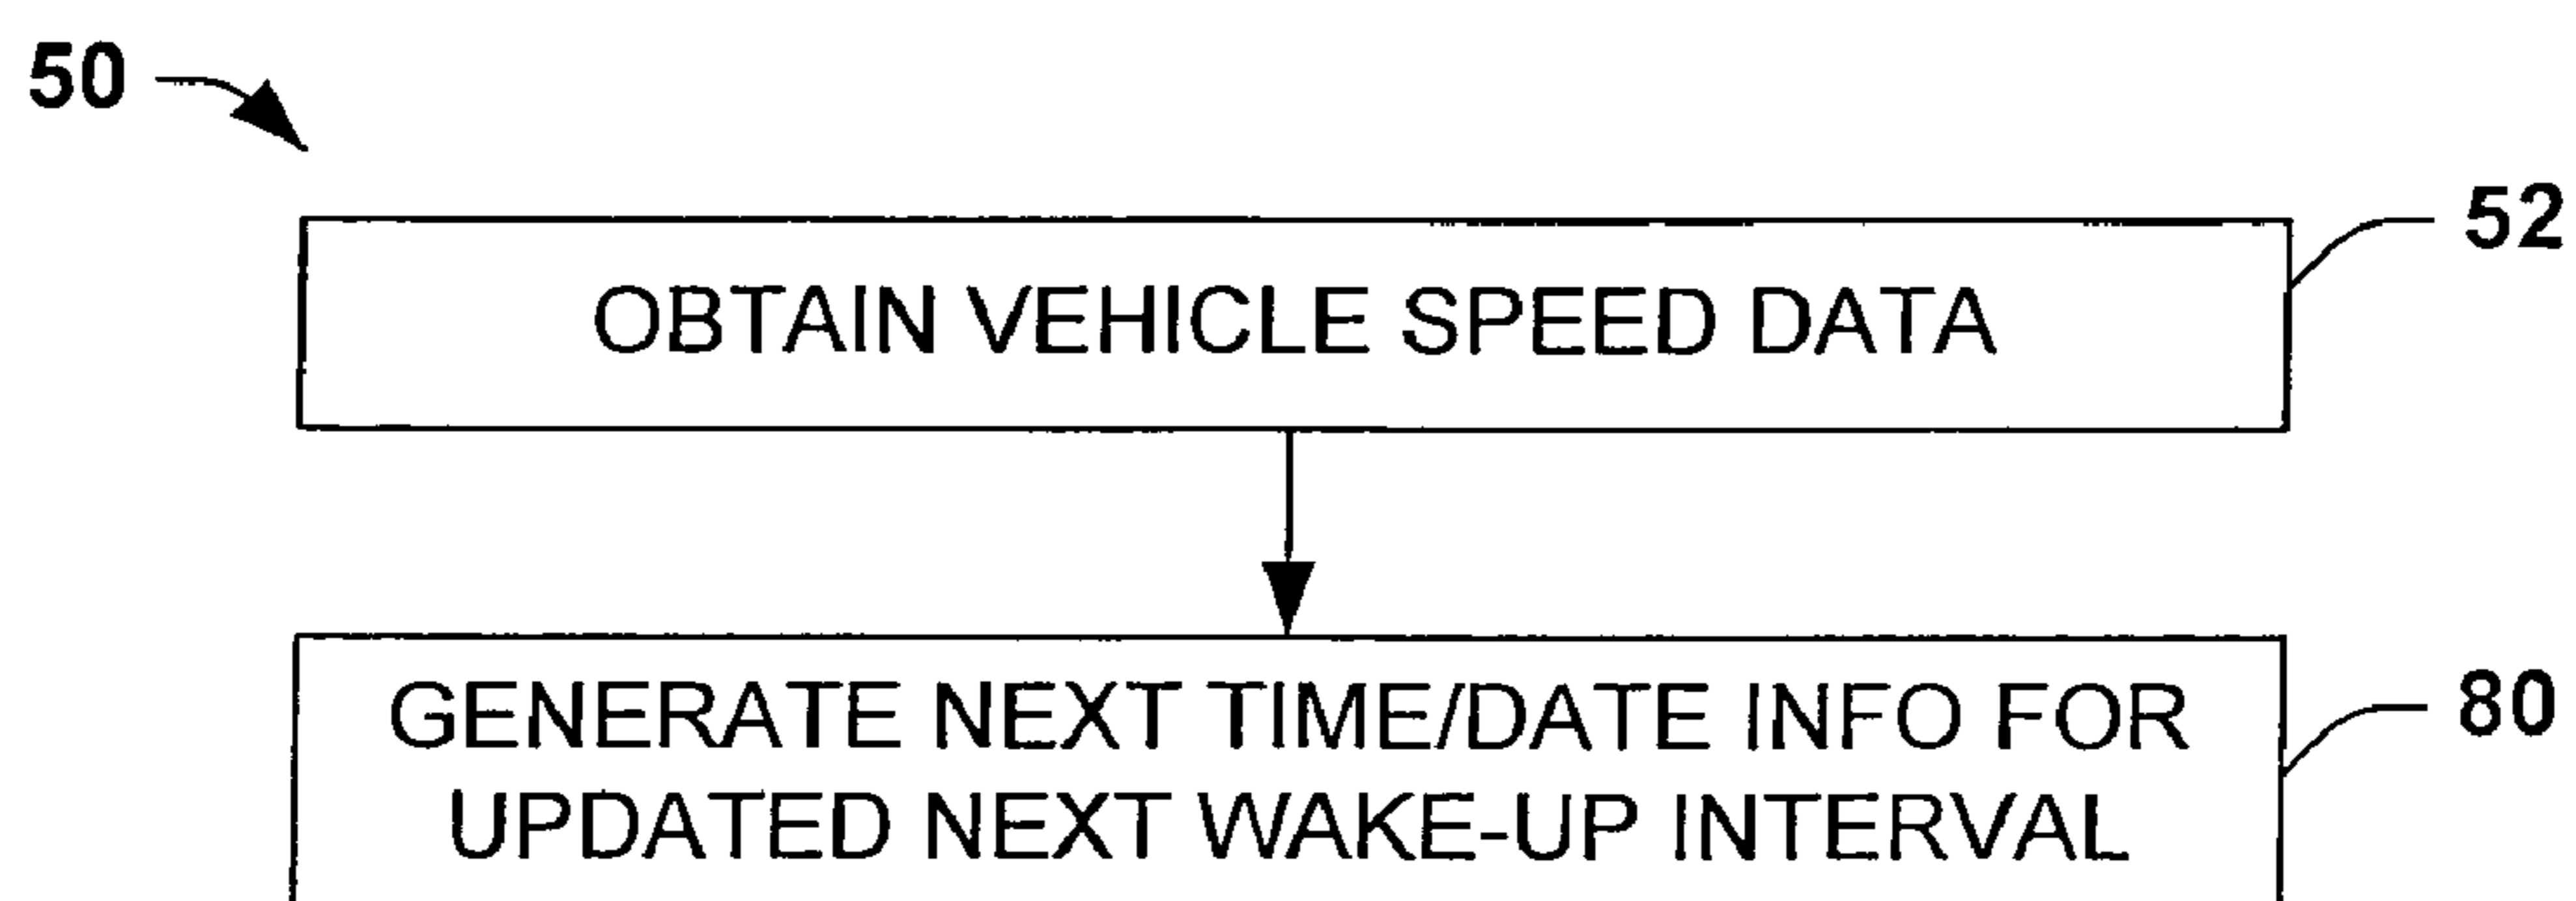 50
52
OBTAIN VEHICLE SPEED DATA
80
GENERATE NEXT TIME/DATE INFO FOR
UPDATED NEXT WAKE-UP INTERVAL